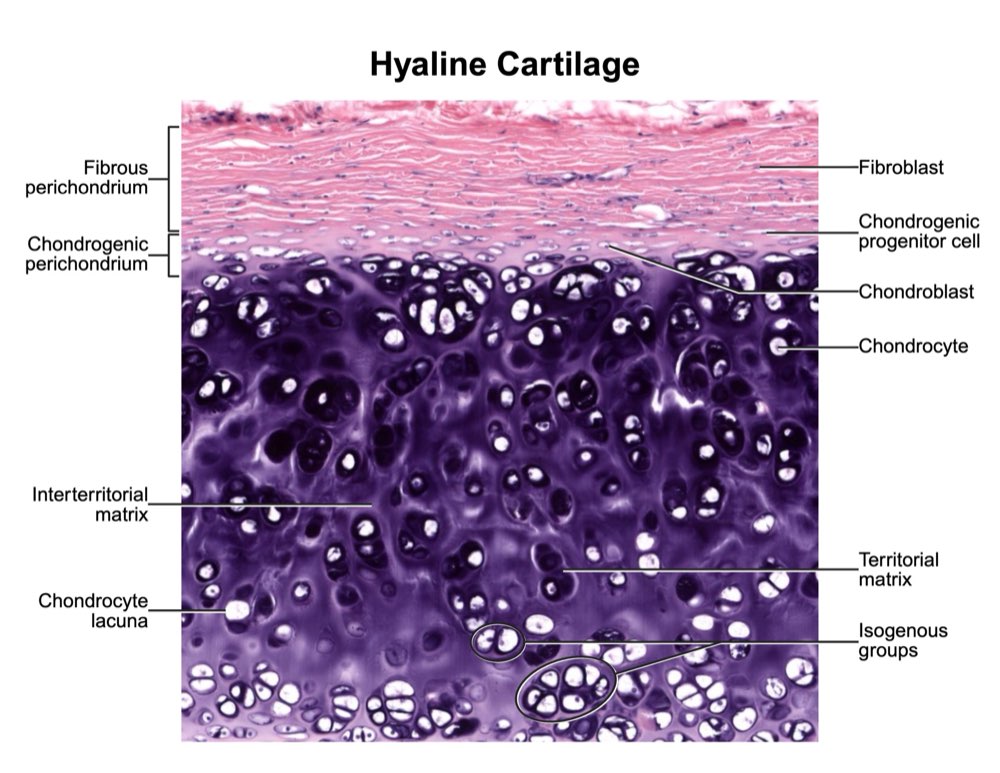 Hyaline Cartilage
Fibrous
perichondrium
Chondrogenic
perichondrium
Interterritorial
matrix
Chondrocyte
lacuna
Fibroblast
Chondrogenic
progenitor cell
Chondroblast
Chondrocyte
Territorial
matrix
Isogenous
groups